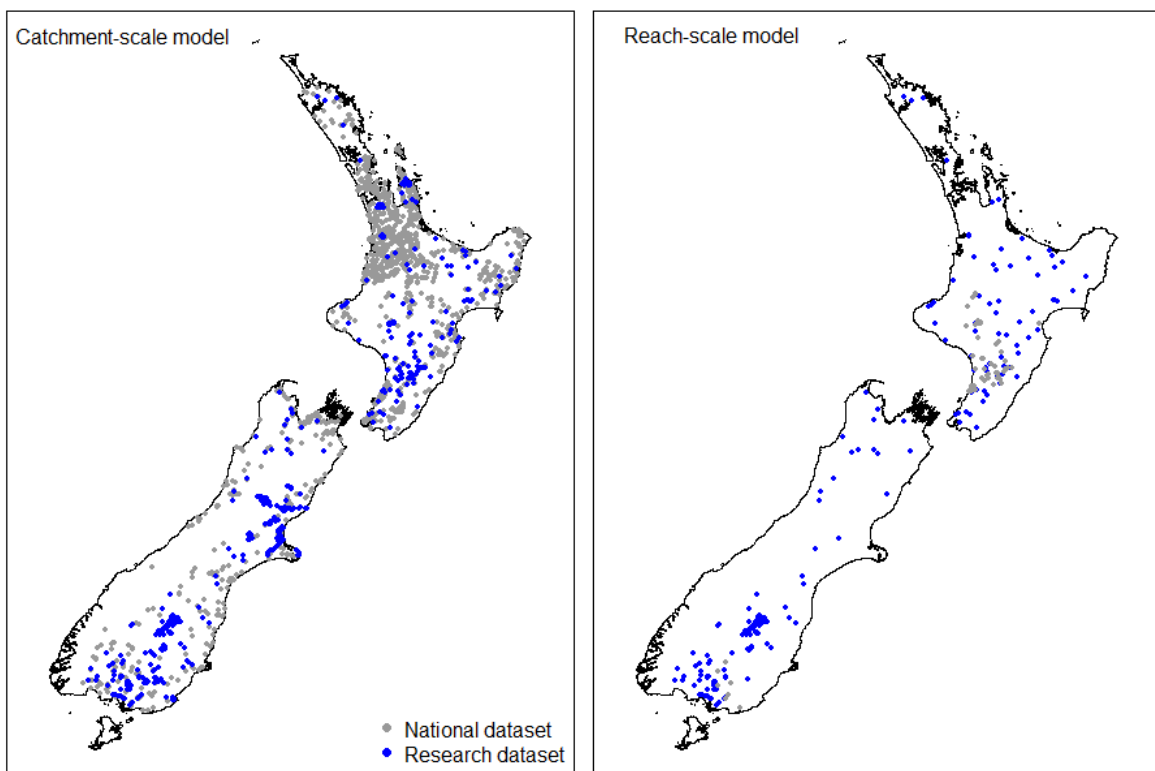 Catchment-scale model
Reach-scale model
National dataset
Research dataset